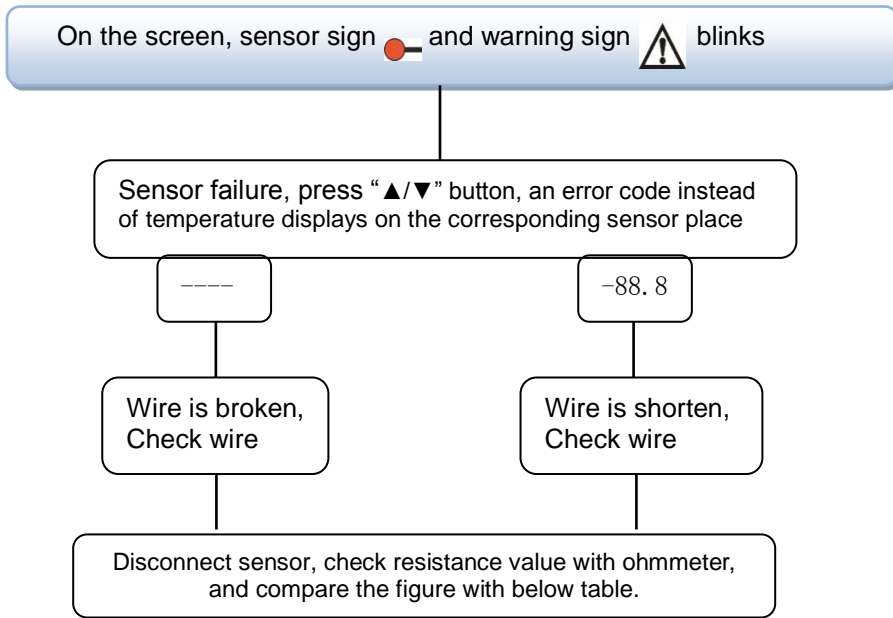 On the screen, sensor sign and warning sign blinks
Sensor failure, press “▲/▼” button, an error code instead
of temperature displays on the corresponding sensor place
----
-88.8
Wire is broken,
Check wire
Wire is shorten,
Check wire
Disconnect sensor, check resistance value with ohmmeter,
and compare the figure with below table.